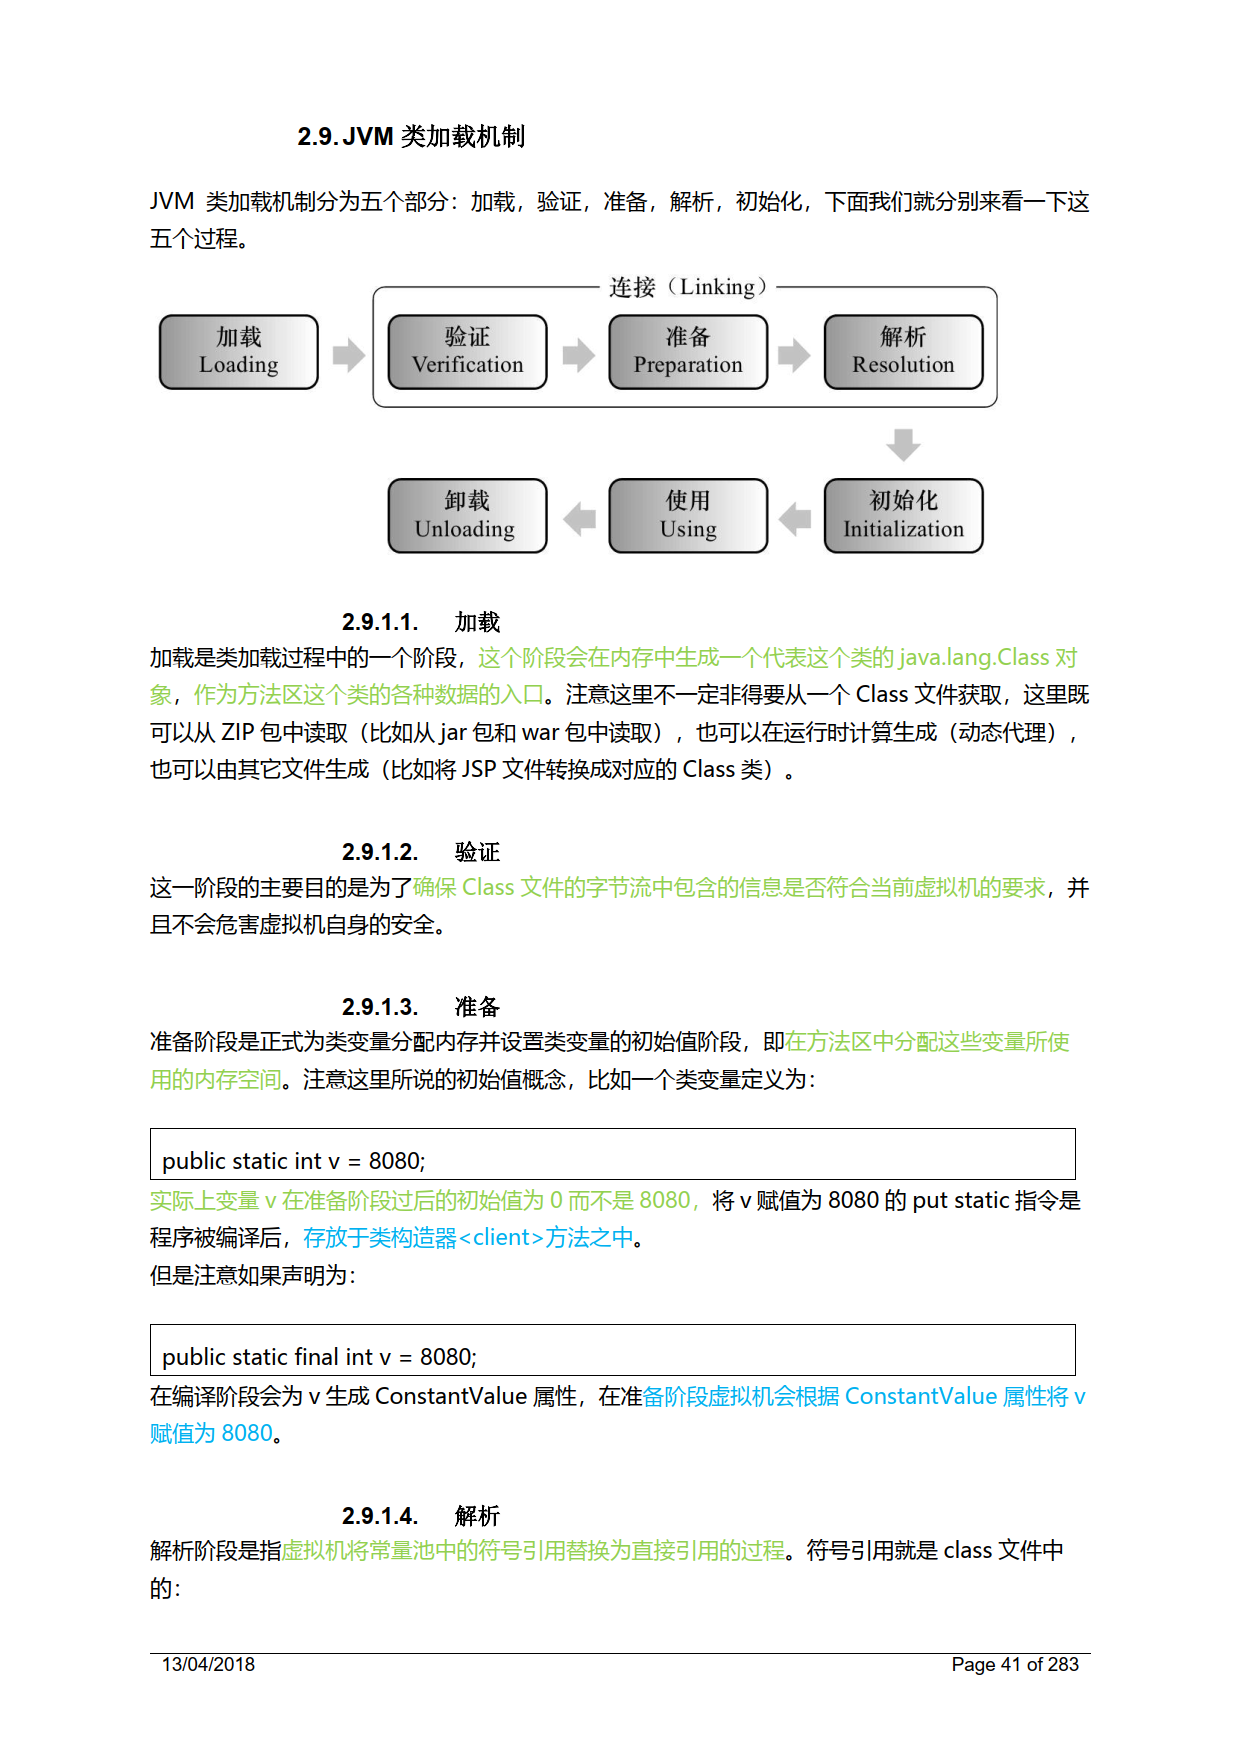 2.9. JVM 类加载机制
JVM 类加载机制分为五个部分：加载，验证，准备，解析，初始化，下面我们就分别来看一下这
五个过程。
连接（Linking）
加载
Loading
验证
Verification
准备
Preparation
解析
Resolution
卸载
Unloading
使用
Using
初始化
Initialization
2.9.1.1. 加载
加载是类加载过程中的一个阶段，这个阶段会在内存中生成一个代表这个类的 java.lang.Class 对
象，作为方法区这个类的各种数据的入口。注意这里不一定非得要从一个 Class 文件获取，这里既
可以从 ZIP 包中读取（比如从 jar 包和 war 包中读取），也可以在运行时计算生成（动态代理），
也可以由其它文件生成（比如将 JSP 文件转换成对应的 Class 类）。
2.9.1.2. 验证
这一阶段的主要目的是为了确保 Class 文件的字节流中包含的信息是否符合当前虚拟机的要求，并
且不会危害虚拟机自身的安全。
2.9.1.3. 准备
准备阶段是正式为类变量分配内存并设置类变量的初始值阶段，即在方法区中分配这些变量所使
用的内存空间。注意这里所说的初始值概念，比如一个类变量定义为：
public static int v = 8080;
实际上变量 v 在准备阶段过后的初始值为 0 而不是 8080，将 v 赋值为 8080 的 put static 指令是
程序被编译后，存放于类构造器<client>方法之中。
但是注意如果声明为：
public static final int v = 8080;
在编译阶段会为 v 生成 ConstantValue 属性，在准备阶段虚拟机会根据 ConstantValue 属性将 v
赋值为 8080。
2.9.1.4. 解析
解析阶段是指虚拟机将常量池中的符号引用替换为直接引用的过程。符号引用就是 class 文件中
的：
13/04/2018 Page 41 of 283